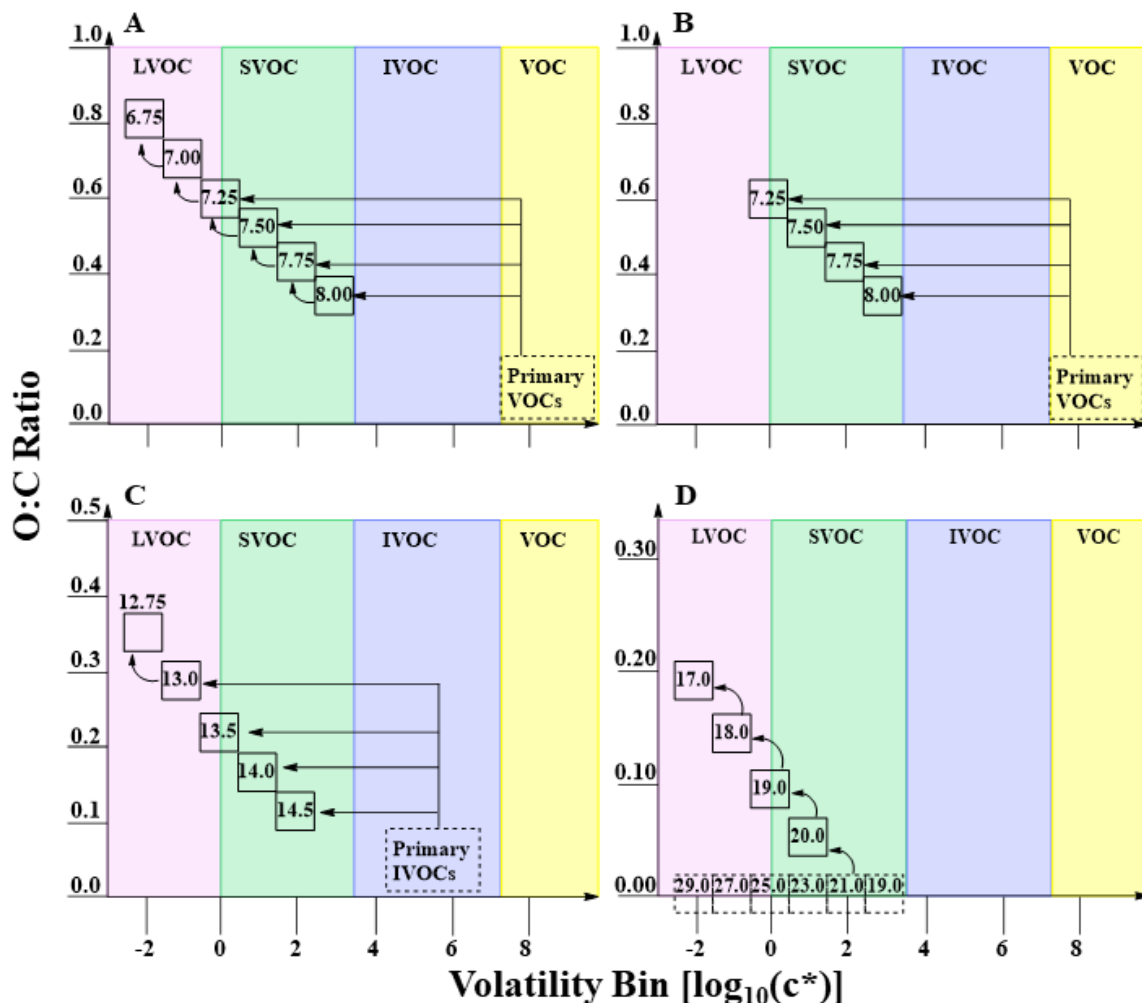 A
B
1.0
LVOC SVOC IVOC VOC
1.0
LVOC SVOC IVOC VOC
0.8
6.75
0.8
7.00
0.6
7.25
0.6
7.25
7.50
7.50
0.4
7.75
0.4
7.75
8.00
8.00
0.2
Primary
VOCs
0.2
Primary
VOCs
0.0
0.0
O:C Ratio
C
D
0.5
LVOC SVOC IVOC VOC
LVOC SVOC IVOC VOC
0.30
0.4
12.75
0.3
13.0
0.20
17.0
0.2
13.5
18.0
14.0
0.10
19.0
0.1
14.5
20.0
Primary
IVOCs
0.0
0.00
29.0 27.0 25.0 23.0 21.0 19.0
-2 0 2 4 6 8
-2 0 2 4 6 8
Volatility Bin [log10(c*)]